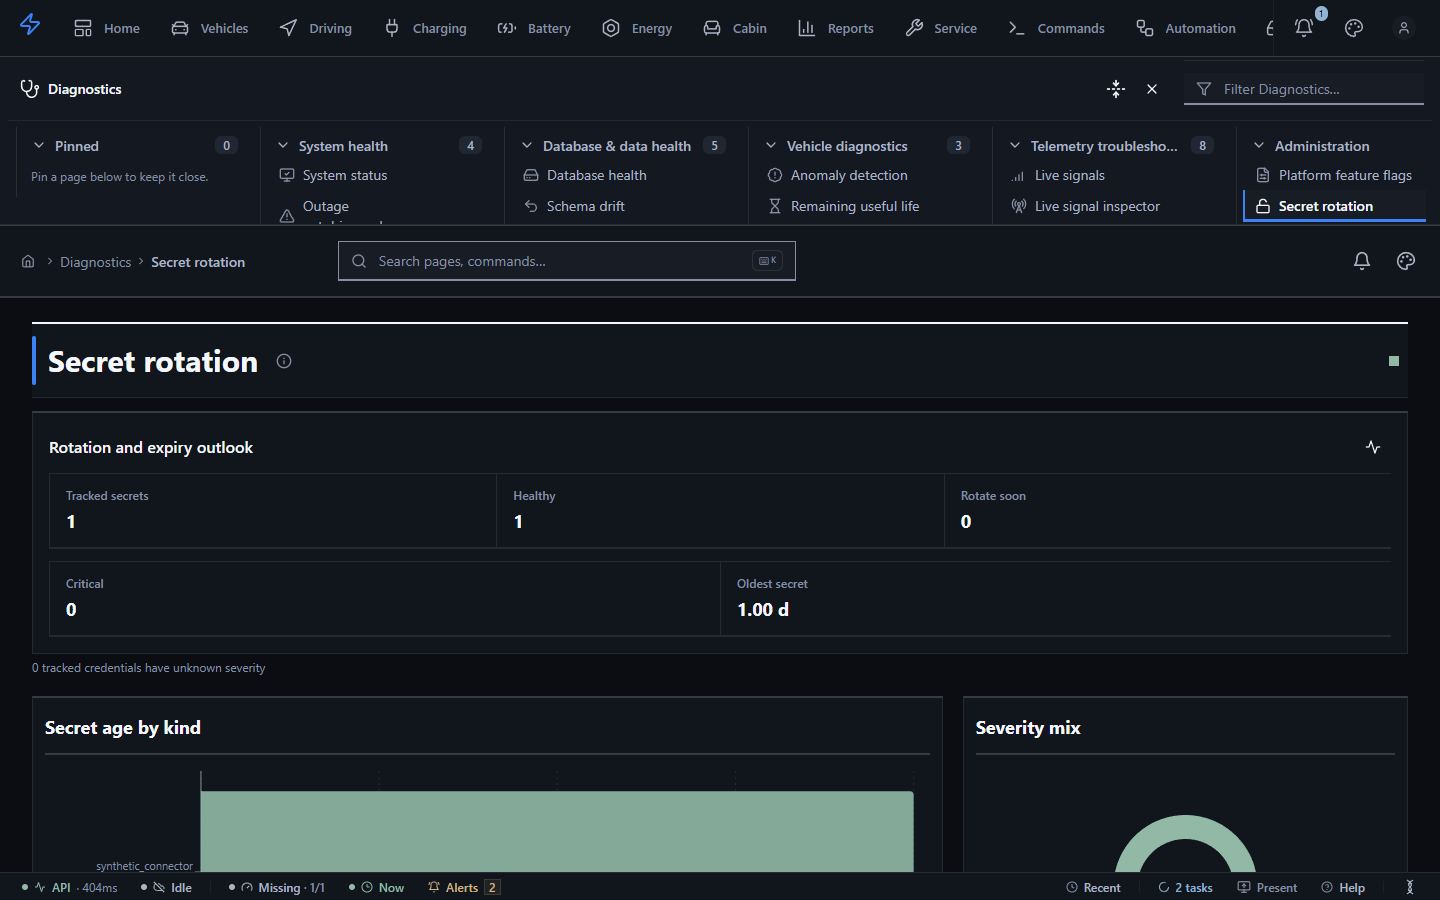 Home
Vehicles
Driving
Charging
Battery
Energy
Cabin
Reports
Service
Commands
Automation
1
Diagnostics
Filter Diagnostics...
Pinned 0
Pin a page below to keep it close.
System health 4
System status
Outage
Database & data health 5
Database health
Schema drift
Vehicle diagnostics 3
Anomaly detection
Remaining useful life
Telemetry troublesho... 8
Live signals
Live signal inspector
Administration
Platform feature flags
Secret rotation
Diagnostics
Secret rotation
Search pages, commands...
K
Secret rotation
Rotation and expiry outlook
Tracked secrets
1
Healthy
1
Rotate soon
0
Critical
0
Oldest secret
1.00 d
0 tracked credentials have unknown severity
Secret age by kind
synthetic_connector
Severity mix
API · 404ms
Idle
Missing · 1/1
Now
Alerts 2
Recent
2 tasks
Present
Help